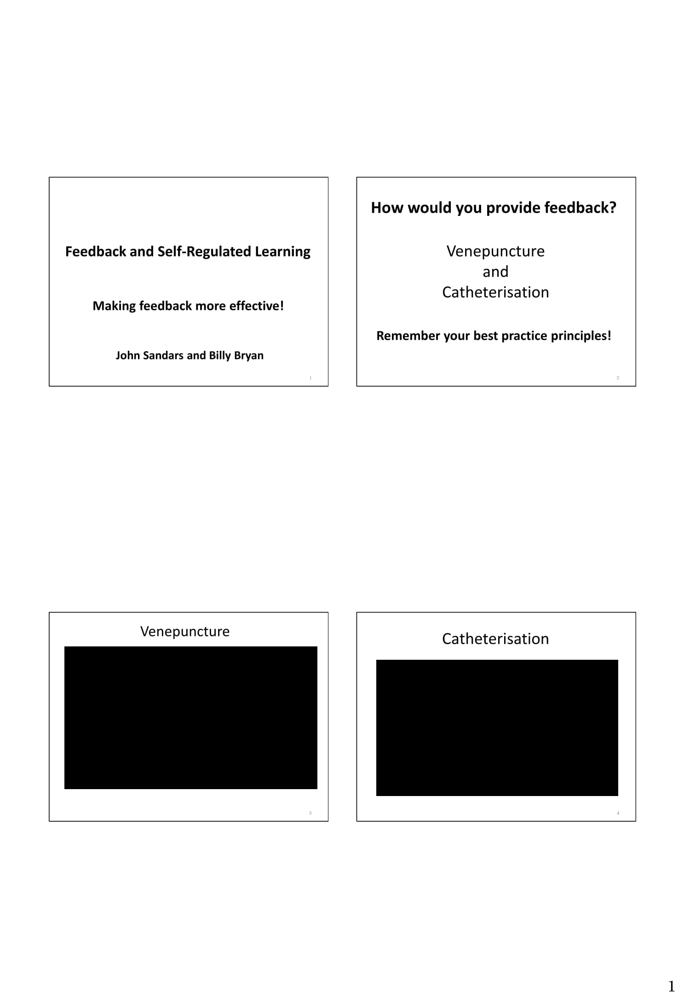 Feedback and Self-Regulated Learning
Making feedback more effective!
John Sandars and Billy Bryan
1
How would you provide feedback?
Venepuncture
and
Catheterisation
Remember your best practice principles!
2
Venepuncture
3
Catheterisation
4
1